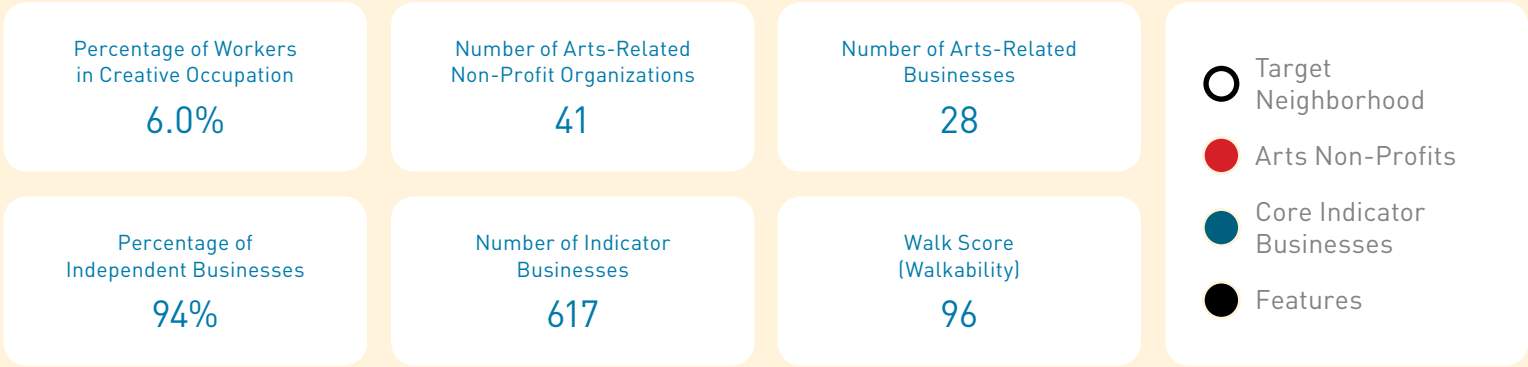 Percentage of Workers
in Creative Occupation
6.0%
Number of Arts-Related
Non-Profit Organizations
41
Number of Arts-Related
Businesses
28
Percentage of
Independent Businesses
94%
Number of Indicator
Businesses
617
Walk Score
(Walkability)
96
Target
Neighborhood
Arts Non-Profits
Core Indicator
Businesses
Features